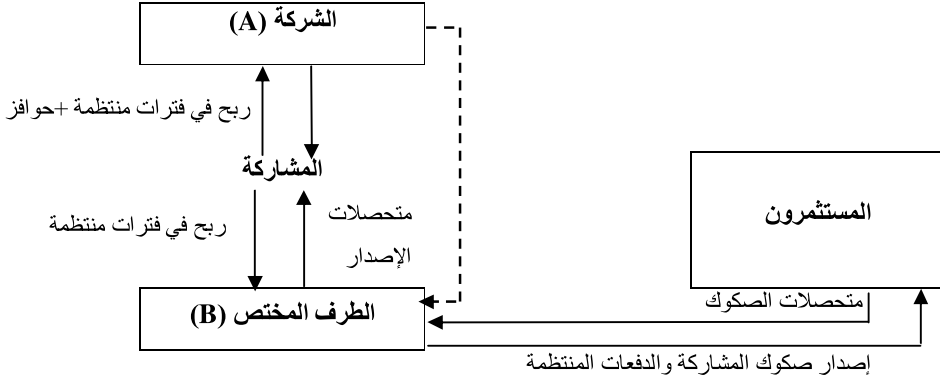 الشركة (A)
ربح في فترات منتظمة +حوافز
المشاركة
المستثمرون
متحصلات
الإصدار
ربح في فترات منتظمة
الطرف المختص (B)
متحصلات الصكوك
إصدار صكوك المشاركة والدفعات المنتظمة